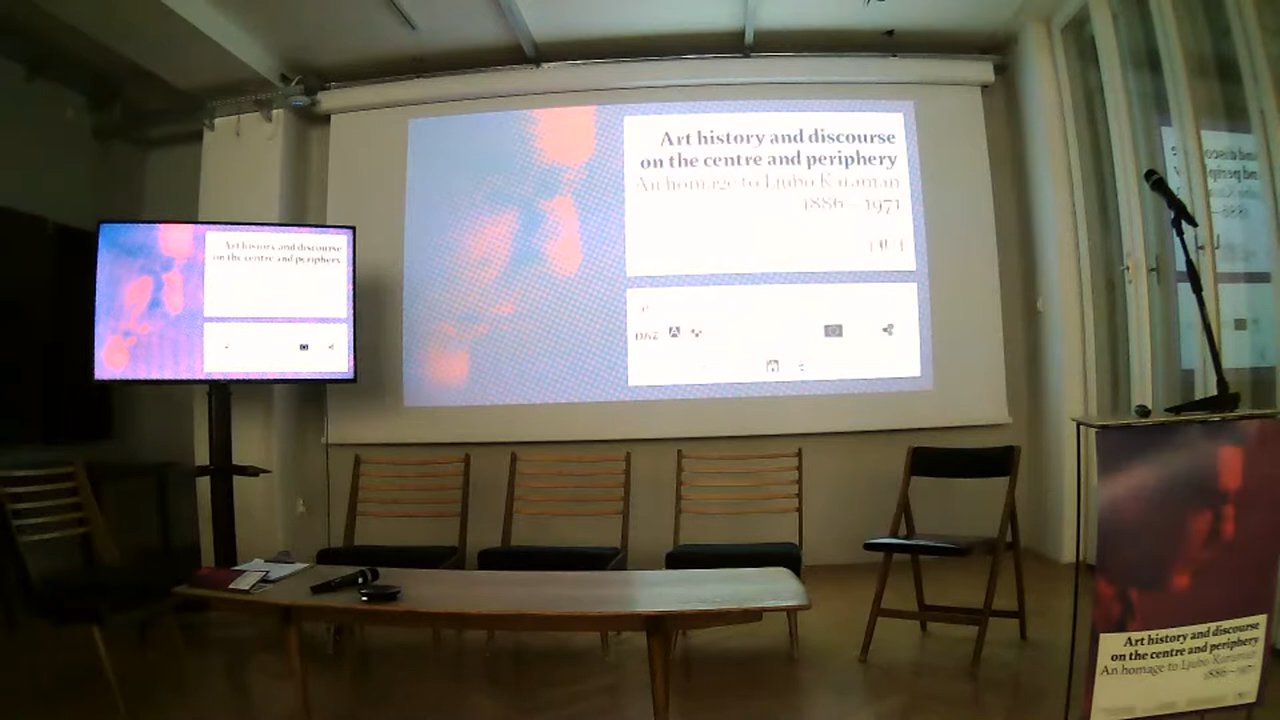 Art history and discourse
on the centre and periphery
An homage to Ljubo Karaman
1886 – 1971
Art history and discourse
on the centre and periphery
Art history and discourse
on the centre and periphery
An homage to Ljubo Karaman